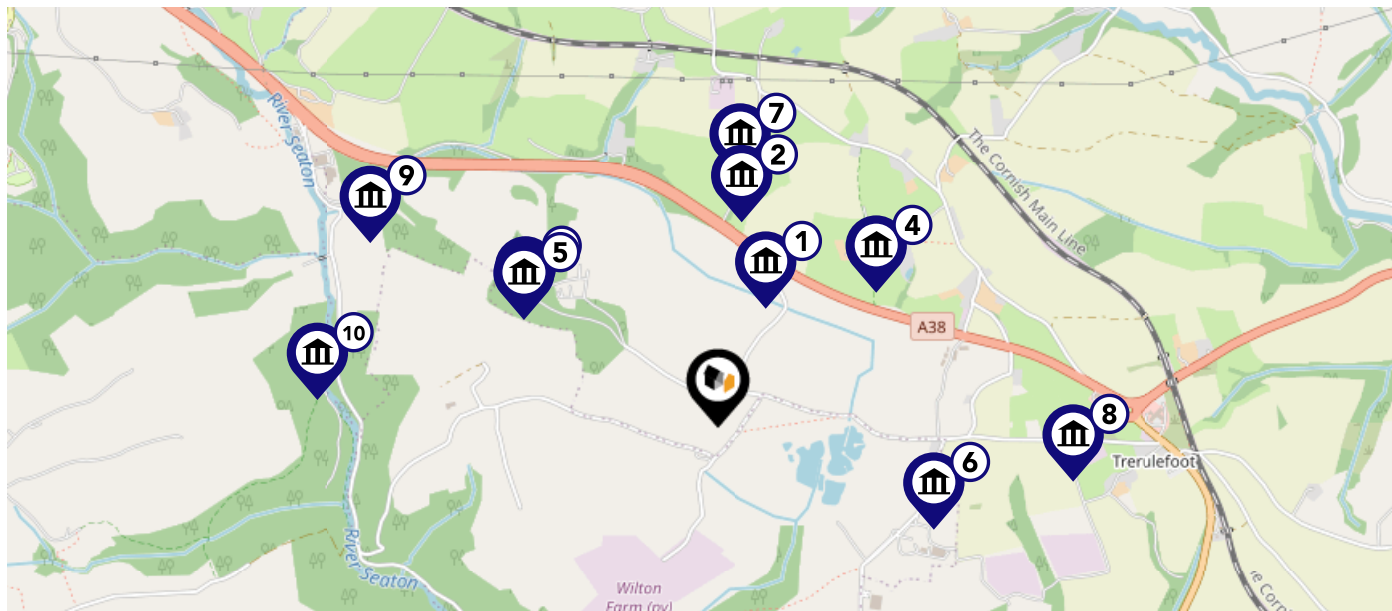 River Seaton
7
2
The Cornish Main Line
9
1
4
5
A38
10
8
6
Trerulefoot
River Seaton
Wilton
Farm (pv)
re Corn